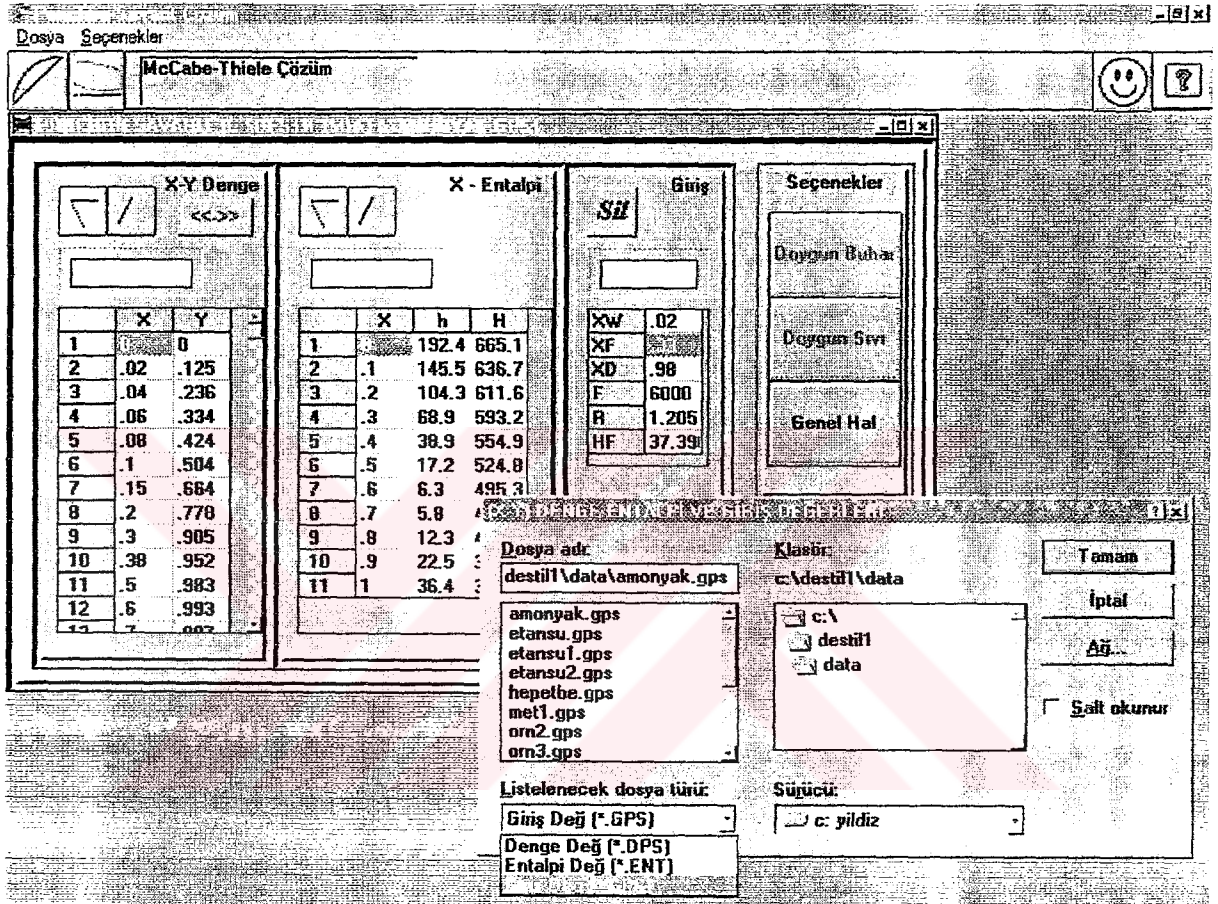 Dosya Seçenekler
McCabe-Thiele Çözüm
X-Y Denge
<<.>>
X Y
1 0
2 .02 .125
3 .04 .236
4 .06 .334
5 .08 .424
6 .1 .504
7 .15 .664
8 .2 .778
9 .3 .905
10 .38 .952
11 .5 .983
12 .6 .993
X - Entalpi
X h H
1 192.4 665.1
2 .1 145.5 636.7
3 .2 104.3 611.6
4 .3 68.9 593.2
5 .4 38.9 554.9
6 .5 17.2 524.8
7 .6 6.3 495.3
8 .7 5.8
9 .8 12.3
10 .9 22.5
11 1 36.4
Giriş
Sil
XW .02
XF
XD .98
F 6000
R 1.205
HF 37.39
Seçenekler
Doygun Buhar
Doygun Sıvı
Genel Hal
DENGE ENTALPİ VE GİRİŞ DEĞERLERİ
Dosya adı:
destil1\data\amonyak.gps
amonyak.gps
etansu.gps
etansu1.gps
etansu2.gps
hepetbe.gps
met1.gps
orn2.gps
orn3.gps
Listelenecek dosya türü:
Giriş Değ (*.GPS)
Denge Değ (*.DPS)
Entalpi Değ (*.ENT)
Klasör:
c:\destil1\data
c:\
destil1
data
Sürücü:
c: yildiz
Tamam
İptal
Ağ...
Salt okunur